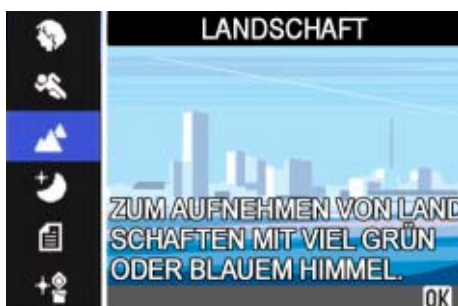 LANDSCHAFT
ZUM AUFNEHMEN VON LAND
SCHAFTEN MIT VIEL GRÜN
ODER BLAUEM HIMMEL.
OK